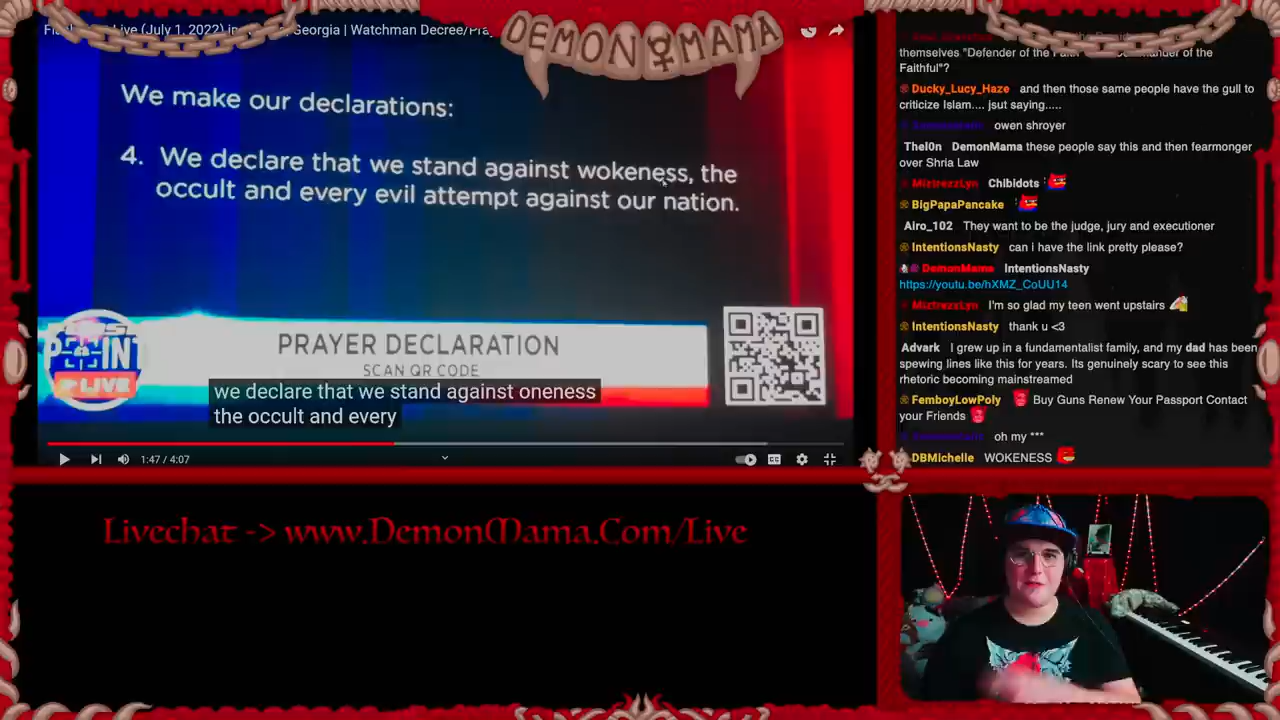 Live (July 1, 2022) in Georgia | Watchman Decree/Pra
DEMON MAMA
We make our declarations:
4. We declare that we stand against wokeness, the
occult and every evil attempt against our nation.
P INT
LIVE
PRAYER DECLARATION
SCAN QR CODE
we declare that we stand against oneness
the occult and every
1:47 / 4:07
Livechat -> www.DemonMama.Com/Live
themselves "Defender of the
of the
Faithful"?
Ducky_Lucy_Haze and then those same people have the gull to
criticize Islam.... jsut saying.....
owen shroyer
Thel0n DemonMama these people say this and then fearmonger
over Shria Law
MiztrezzLyn Chibidots
BigPapaPancake
Airo_102 They want to be the judge, jury and executioner
IntentionsNasty can i have the link pretty please?
DemonMama IntentionsNasty
https://youtu.be/hXMZ_CoUU14
MiztrezzLyn I'm so glad my teen went upstairs
IntentionsNasty thank u <3
Advark I grew up in a fundamentalist family, and my dad has been
spewing lines like this for years. Its genuinely scary to see this
rhetoric becoming mainstreamed
FemboyLowPoly Buy Guns Renew Your Passport Contact
your Friends
oh my ***
DBMichelle WOKENESS